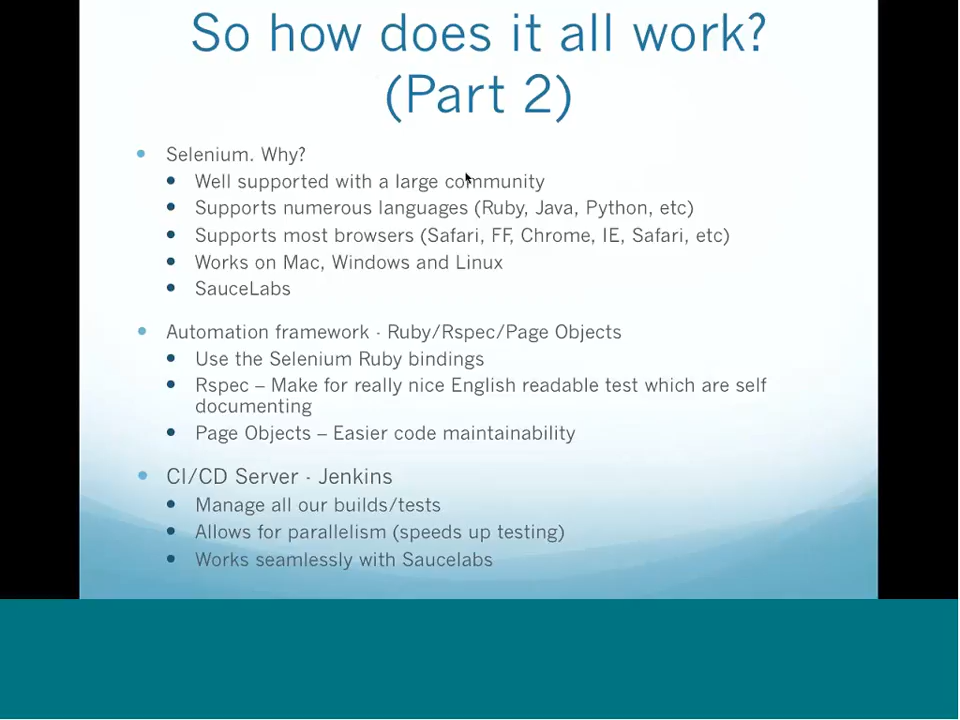 So how does it all work?
(Part 2)
Selenium. Why?
Well supported with a large community
Supports numerous languages (Ruby, Java, Python, etc)
Supports most browsers (Safari, FF, Chrome, IE, Safari, etc)
Works on Mac, Windows and Linux
SauceLabs
Automation framework - Ruby/Rspec/Page Objects
Use the Selenium Ruby bindings
Rspec – Make for really nice English readable test which are self
documenting
Page Objects – Easier code maintainability
CI/CD Server - Jenkins
Manage all our builds/tests
Allows for parallelism (speeds up testing)
Works seamlessly with Saucelabs